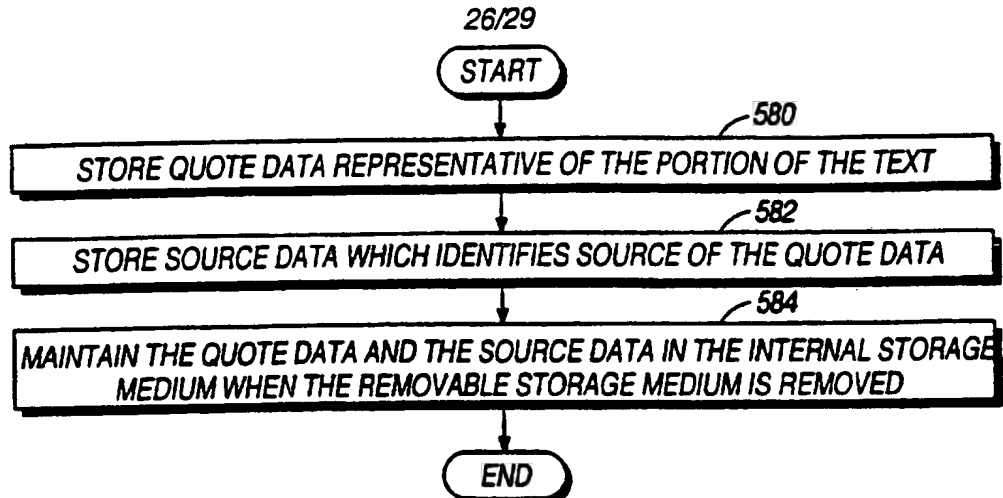 26/29
START
580
STORE QUOTE DATA REPRESENTATIVE OF THE PORTION OF THE TEXT
582
STORE SOURCE DATA WHICH IDENTIFIES SOURCE OF THE QUOTE DATA
584
MAINTAIN THE QUOTE DATA AND THE SOURCE DATA IN THE INTERNAL STORAGE
MEDIUM WHEN THE REMOVABLE STORAGE MEDIUM IS REMOVED
END